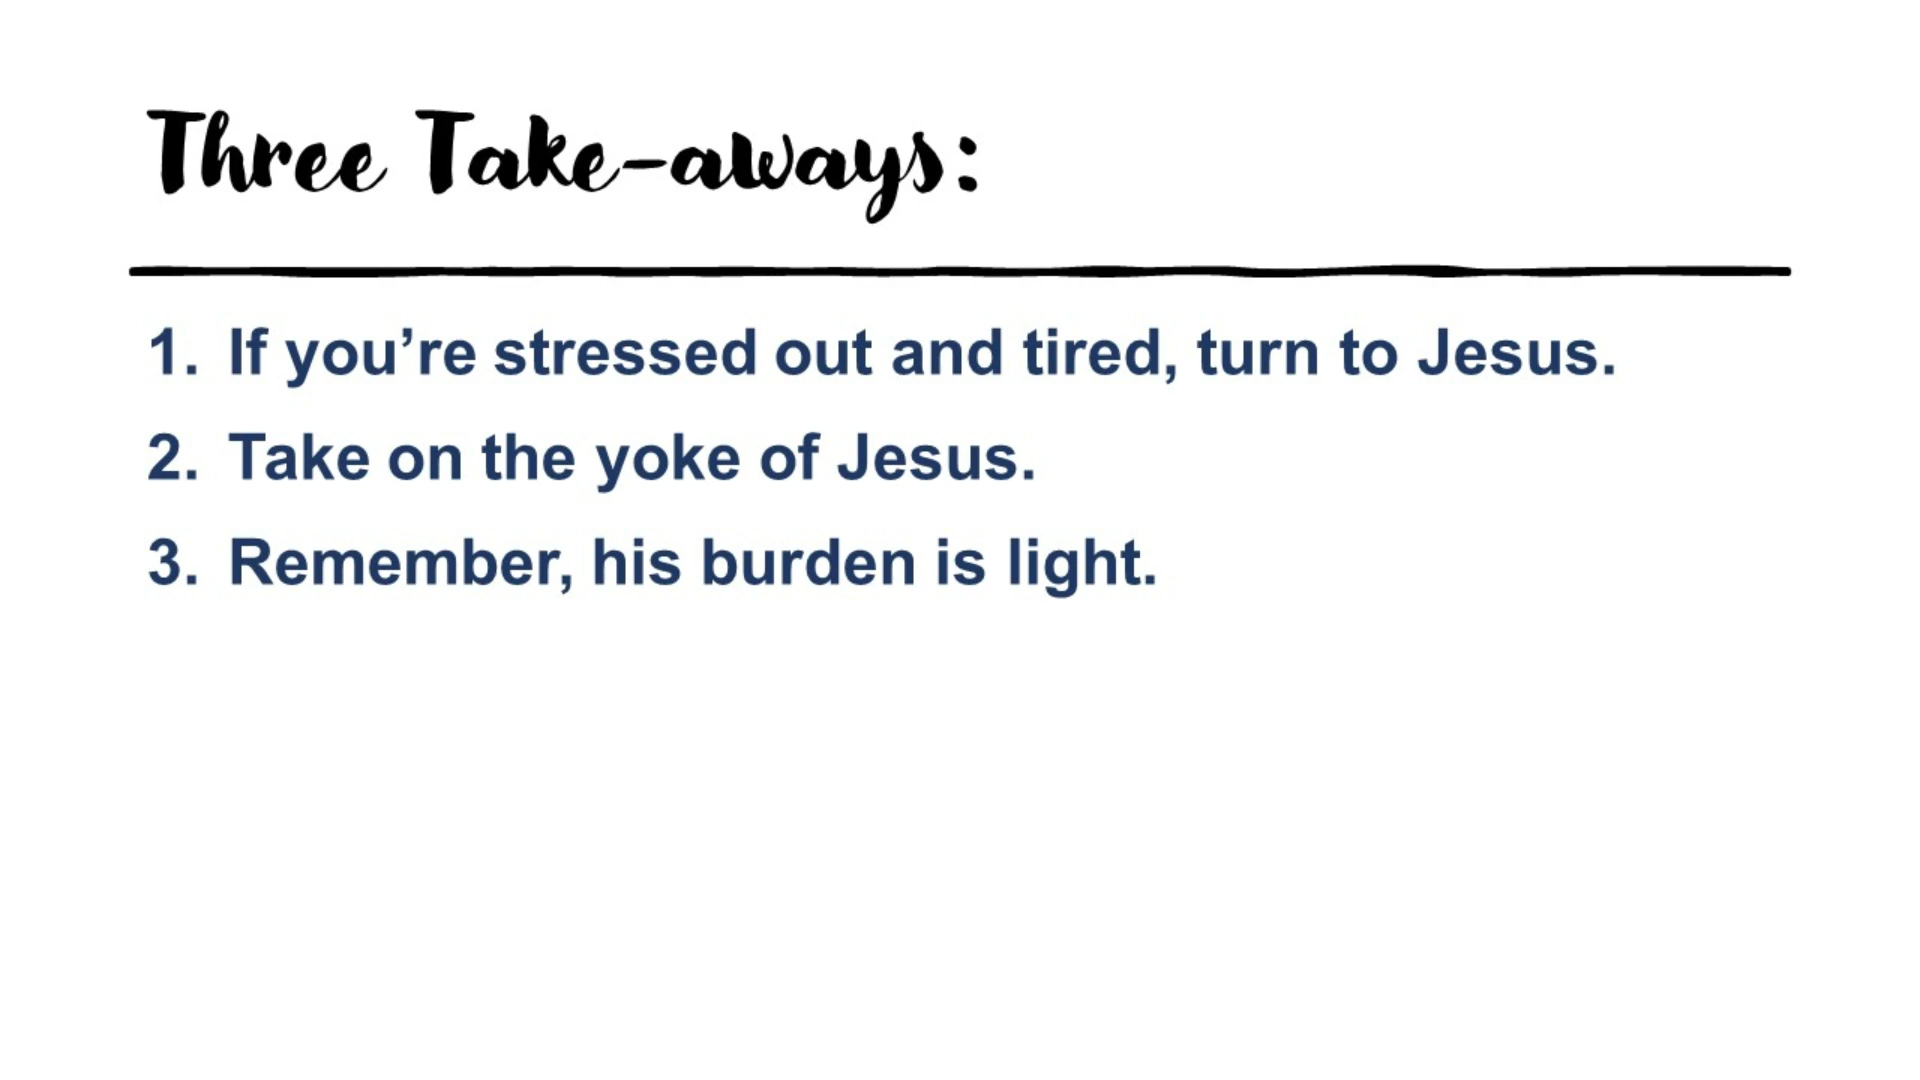 Three Take-aways:
1. If you’re stressed out and tired, turn to Jesus.
2. Take on the yoke of Jesus.
3. Remember, his burden is light.